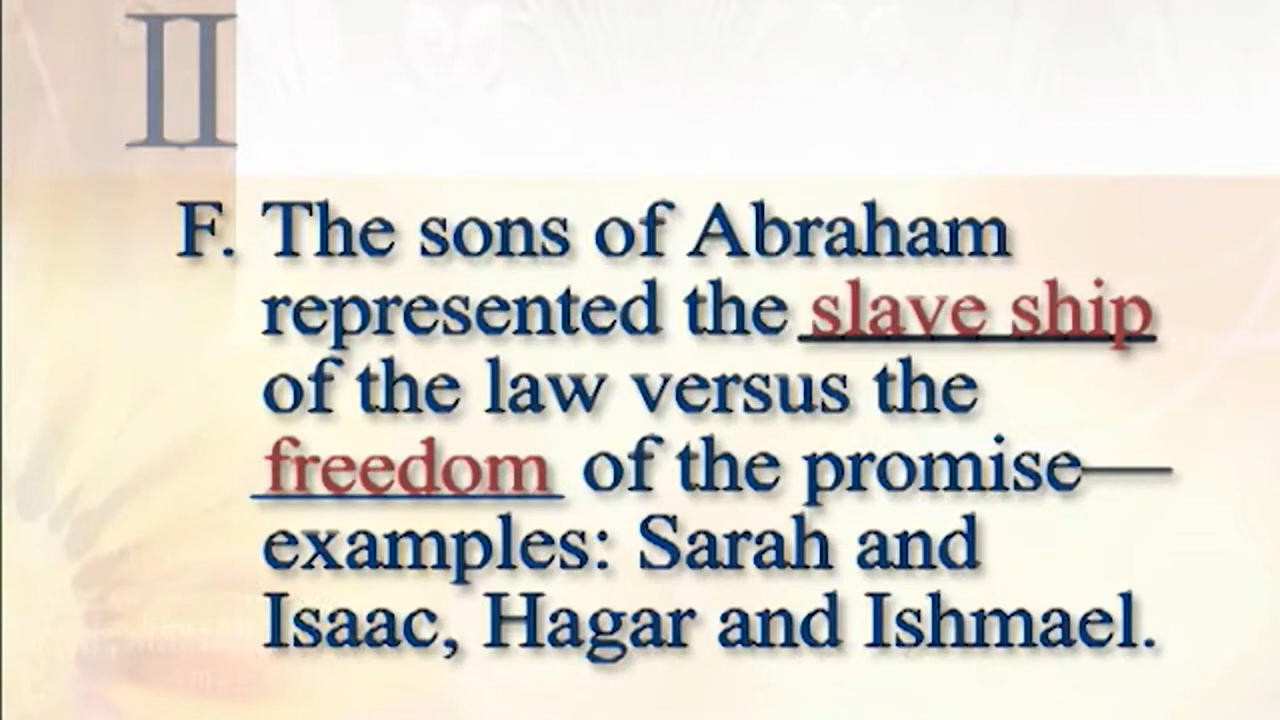 II
F. The sons of Abraham
represented the slave ship
of the law versus the
freedom of the promise—
examples: Sarah and
Isaac, Hagar and Ishmael.